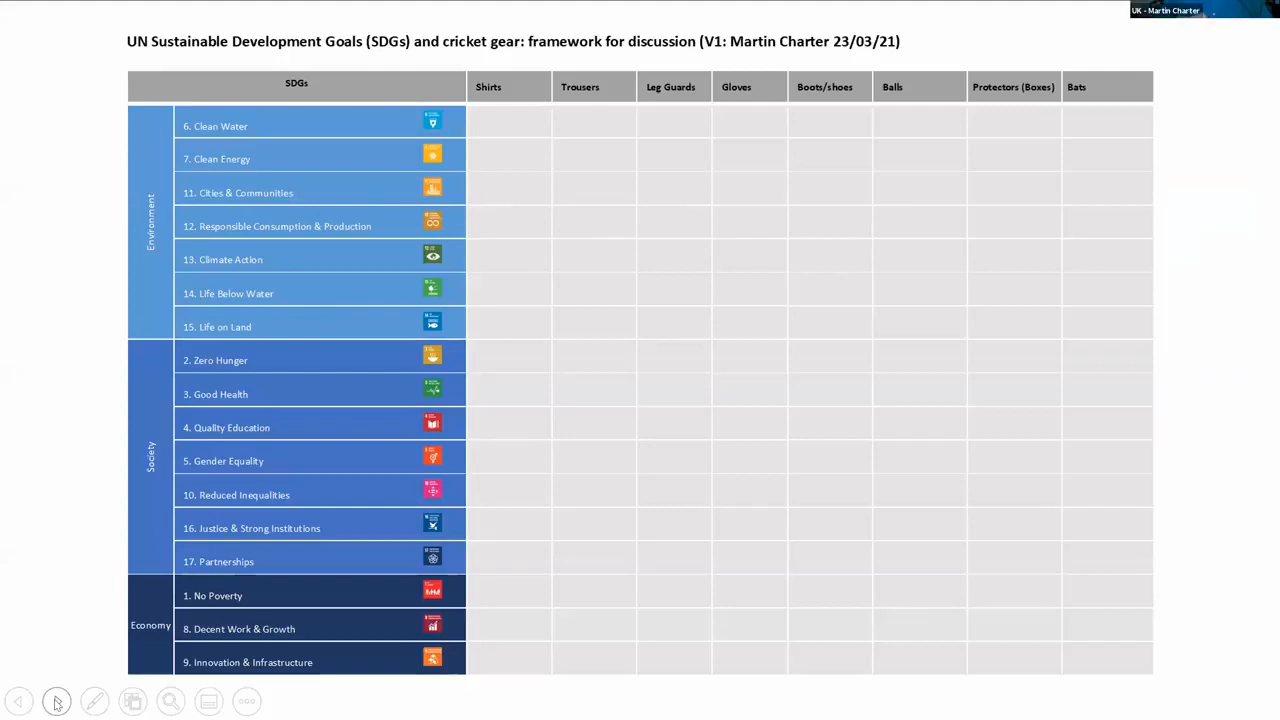 UK - Martin Charter
UN Sustainable Development Goals (SDGs) and cricket gear: framework for discussion (V1: Martin Charter 23/03/21)
SDGs Shirts Trousers Leg Guards Gloves Boots/shoes Balls Protectors (Boxes) Bats
Environment
6. Clean Water
7. Clean Energy
11. Cities & Communities
12. Responsible Consumption & Production
13. Climate Action
14. Life Below Water
15. Life on Land
Society
2. Zero Hunger
3. Good Health
4. Quality Education
5. Gender Equality
10. Reduced Inequalities
16. Justice & Strong Institutions
17. Partnerships
Economy
1. No Poverty
8. Decent Work & Growth
9. Innovation & Infrastructure